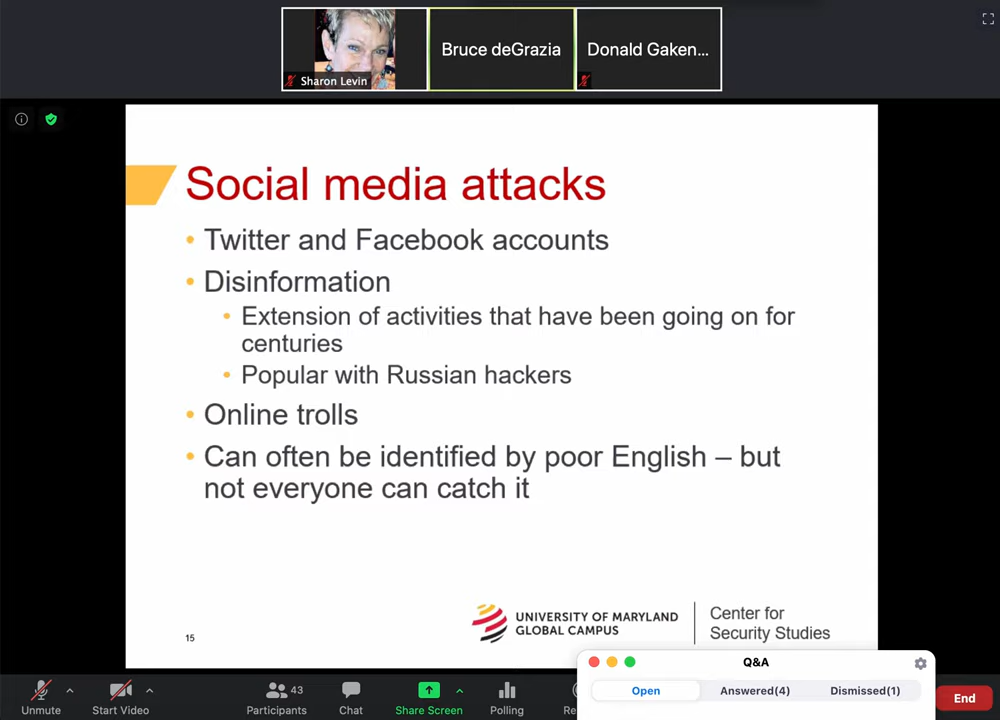 Sharon Levin
Bruce deGrazia
Donald Gaken...
Social media attacks
• Twitter and Facebook accounts
• Disinformation
• Extension of activities that have been going on for
centuries
• Popular with Russian hackers
• Online trolls
• Can often be identified by poor English – but
not everyone can catch it
15
UNIVERSITY OF MARYLAND
GLOBAL CAMPUS
Center for
Security Studies
Q&A
Open Answered(4) Dismissed(1)
43
Unmute Start Video Participants Chat Share Screen Polling Re
End